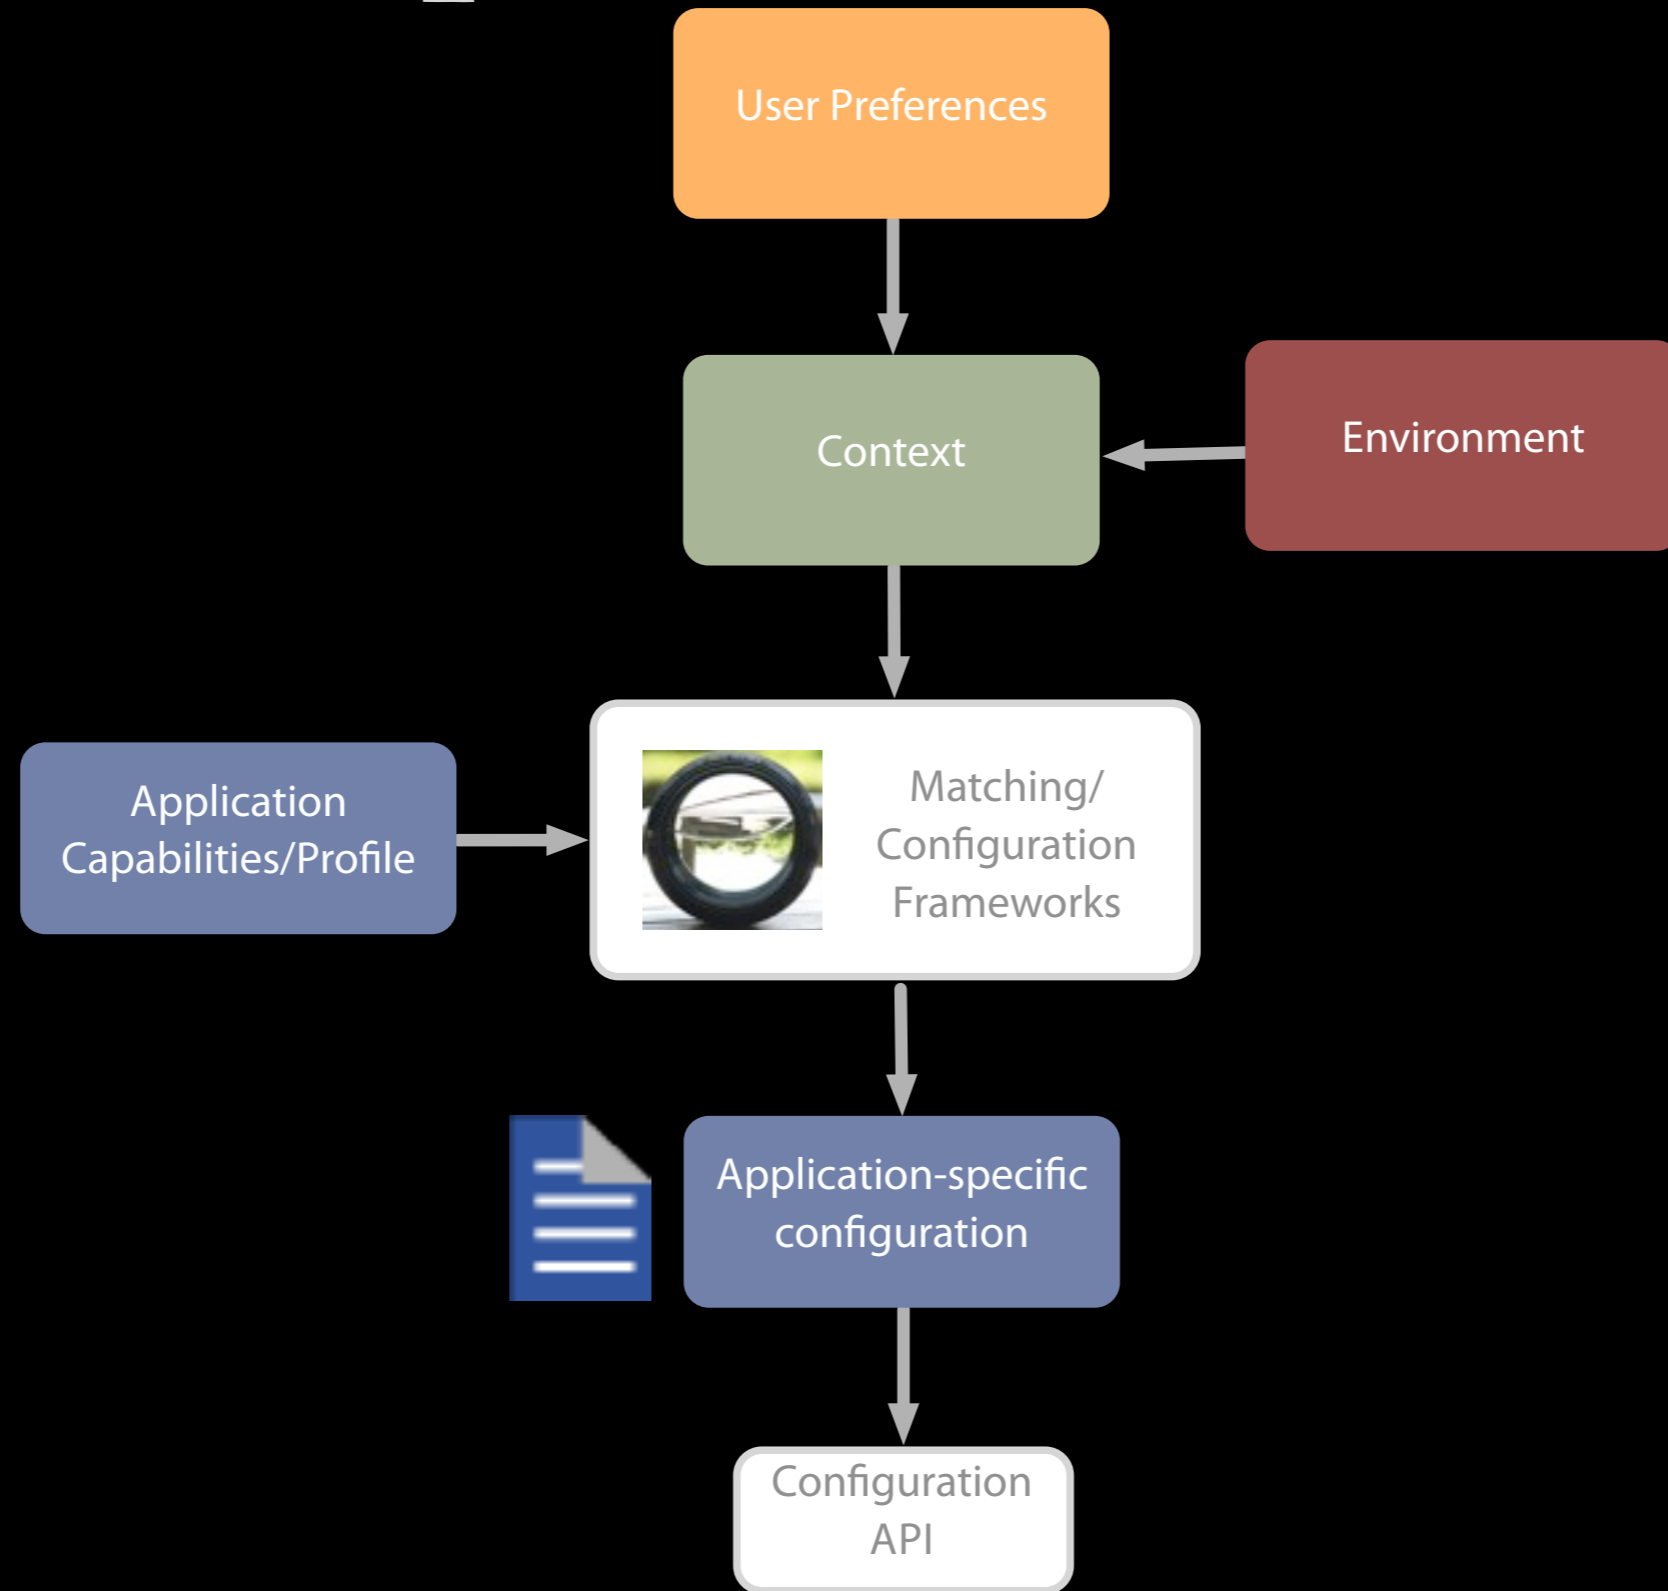 User Preferences
Context
Environment
Application
Capabilities/Profile
Matching/
Configuration
Frameworks
Application-specific
configuration
Configuration
API